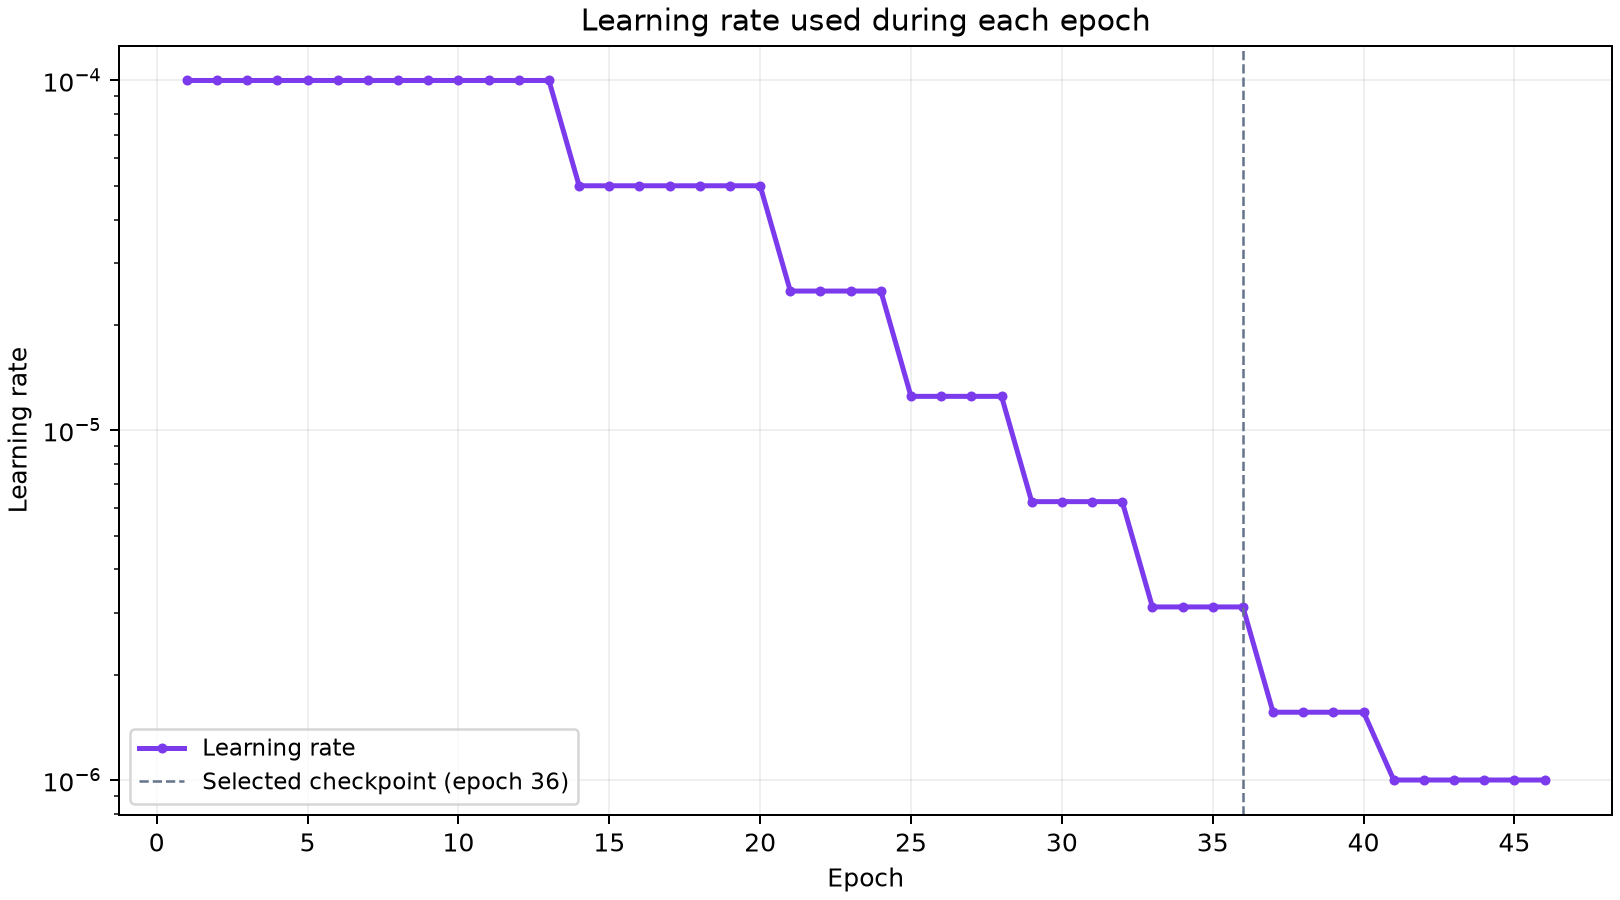 Learning rate used during each epoch
Learning rate
10⁻⁴
10⁻⁵
10⁻⁶
Learning rate
Selected checkpoint (epoch 36)
0 5 10 15 20 25 30 35 40 45
Epoch